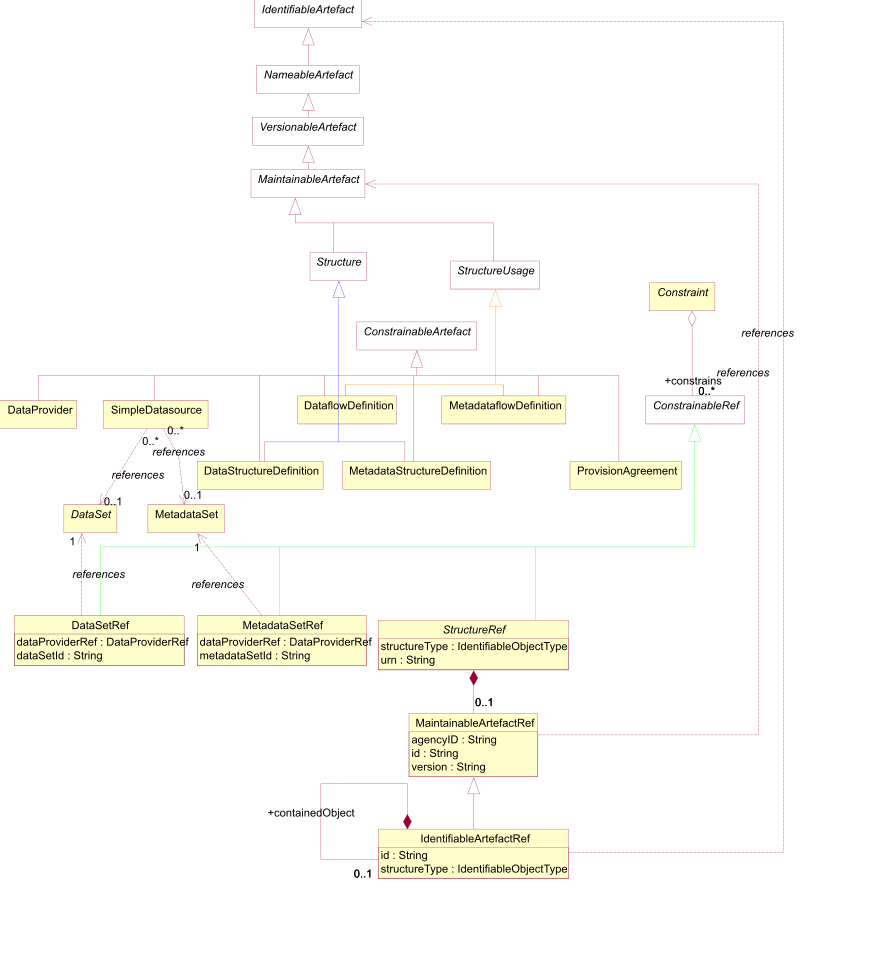 IdentifiableArtefact
NameableArtefact
VersionableArtefact
MaintainableArtefact
Structure
StructureUsage
Constraint
ConstrainableArtefact
references
references
+constrains
0..*
DataProvider
SimpleDatasource
DataflowDefinition
MetadataflowDefinition
ConstrainableRef
0..*
0..*
references
references
DataStructureDefinition
MetadataStructureDefinition
ProvisionAgreement
0..1
0..1
DataSet
MetadataSet
1
1
references
references
DataSetRef
dataProviderRef : DataProviderRef
dataSetId : String
MetadataSetRef
dataProviderRef : DataProviderRef
metadataSetId : String
StructureRef
structureType : IdentifiableObjectType
urn : String
0..1
MaintainableArtefactRef
agencyID : String
id : String
version : String
+containedObject
IdentifiableArtefactRef
id : String
structureType : IdentifiableObjectType
0..1